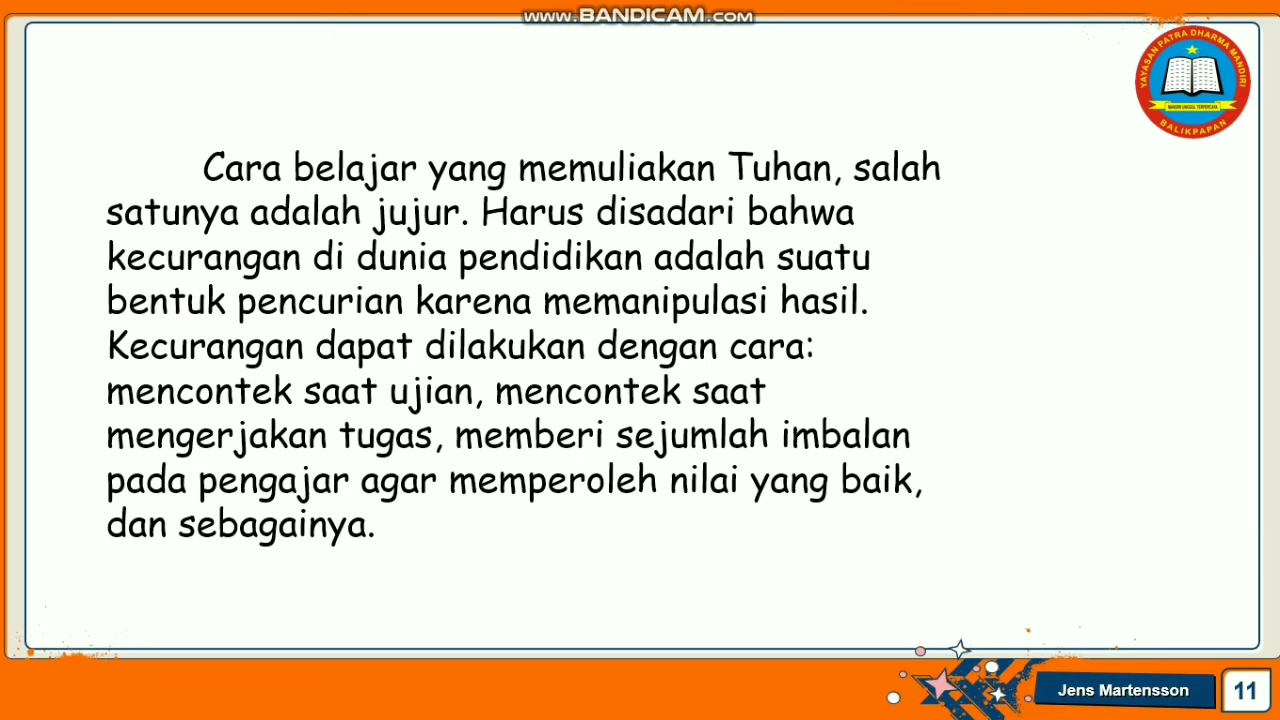 www.BANDICAM.com
YAYASAN PATRA DHARMA MANDIRI
MANDIRI UNGGUL TERPERCAYA
BALIKPAPAN
Cara belajar yang memuliakan Tuhan, salah
satunya adalah jujur. Harus disadari bahwa
kecurangan di dunia pendidikan adalah suatu
bentuk pencurian karena memanipulasi hasil.
Kecurangan dapat dilakukan dengan cara:
mencontek saat ujian, mencontek saat
mengerjakan tugas, memberi sejumlah imbalan
pada pengajar agar memperoleh nilai yang baik,
dan sebagainya.
Jens Martensson
11